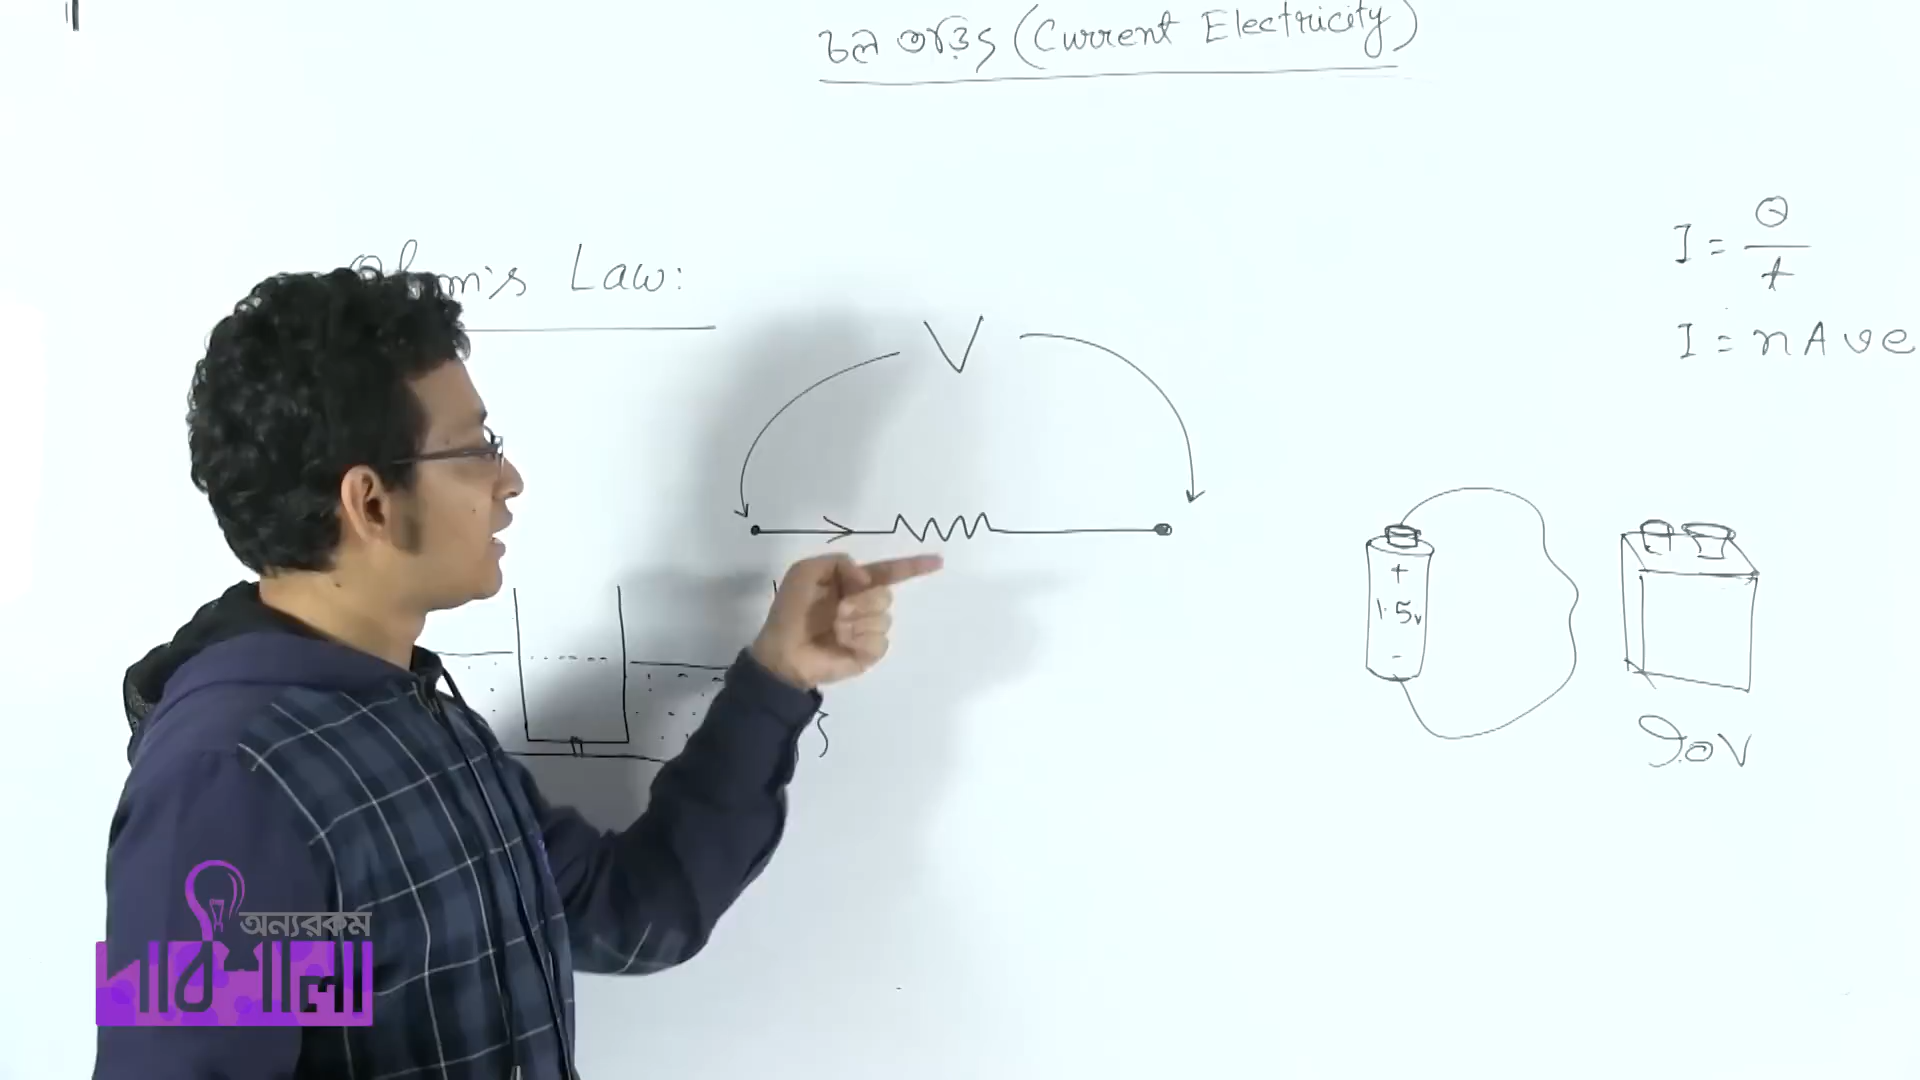 চল তড়িৎ (Current Electricity)
Ohm's Law:
I = Q/t
I = nAve
V
+
1.5v
-
9.0V
অন্যরকম
পাঠশালা